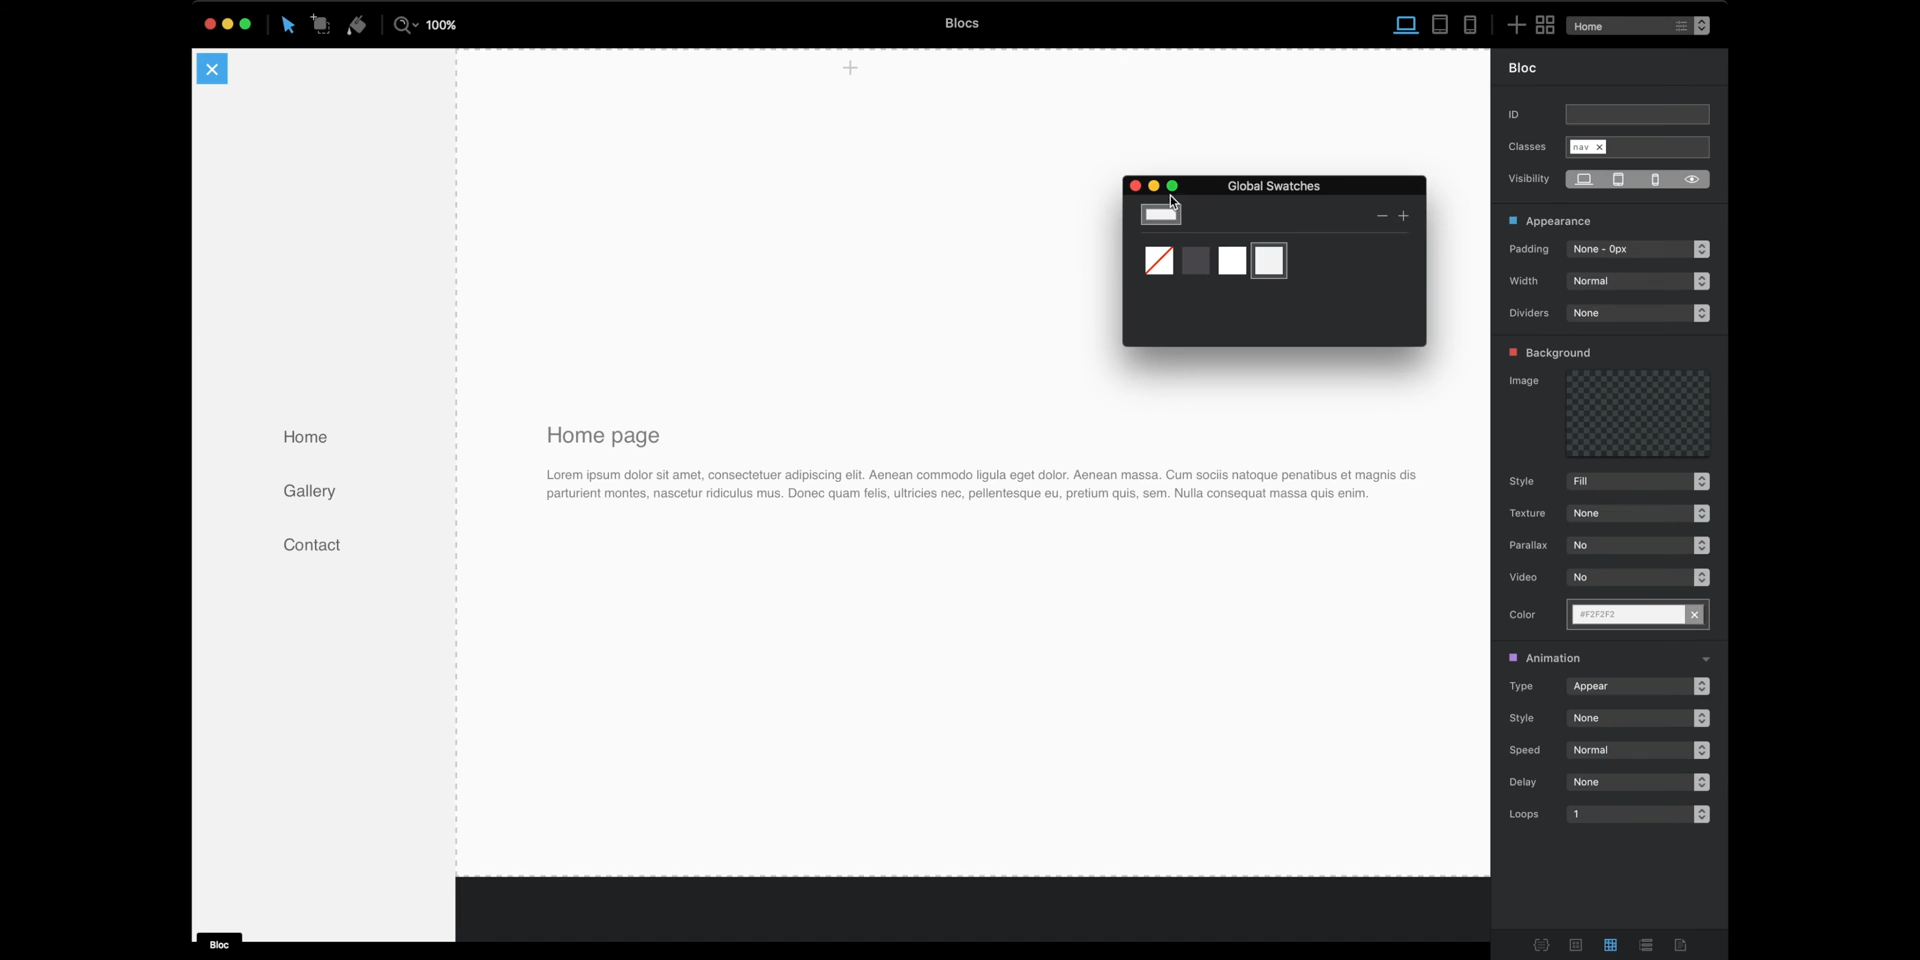 100%
Blocs
Home
Bloc
ID
Classes
nav
Visibility
Global Swatches
Appearance
Padding
None - 0px
Width
Normal
Dividers
None
Background
Image
Home
Gallery
Contact
Home page
Lorem ipsum dolor sit amet, consectetuer adipiscing elit. Aenean commodo ligula eget dolor. Aenean massa. Cum sociis natoque penatibus et magnis dis
parturient montes, nascetur ridiculus mus. Donec quam felis, ultricies nec, pellentesque eu, pretium quis, sem. Nulla consequat massa quis enim.
Style
Fill
Texture
None
Parallax
No
Video
No
Color
#F2F2F2
Animation
Type
Appear
Style
None
Speed
Normal
Delay
None
Loops
1
Bloc